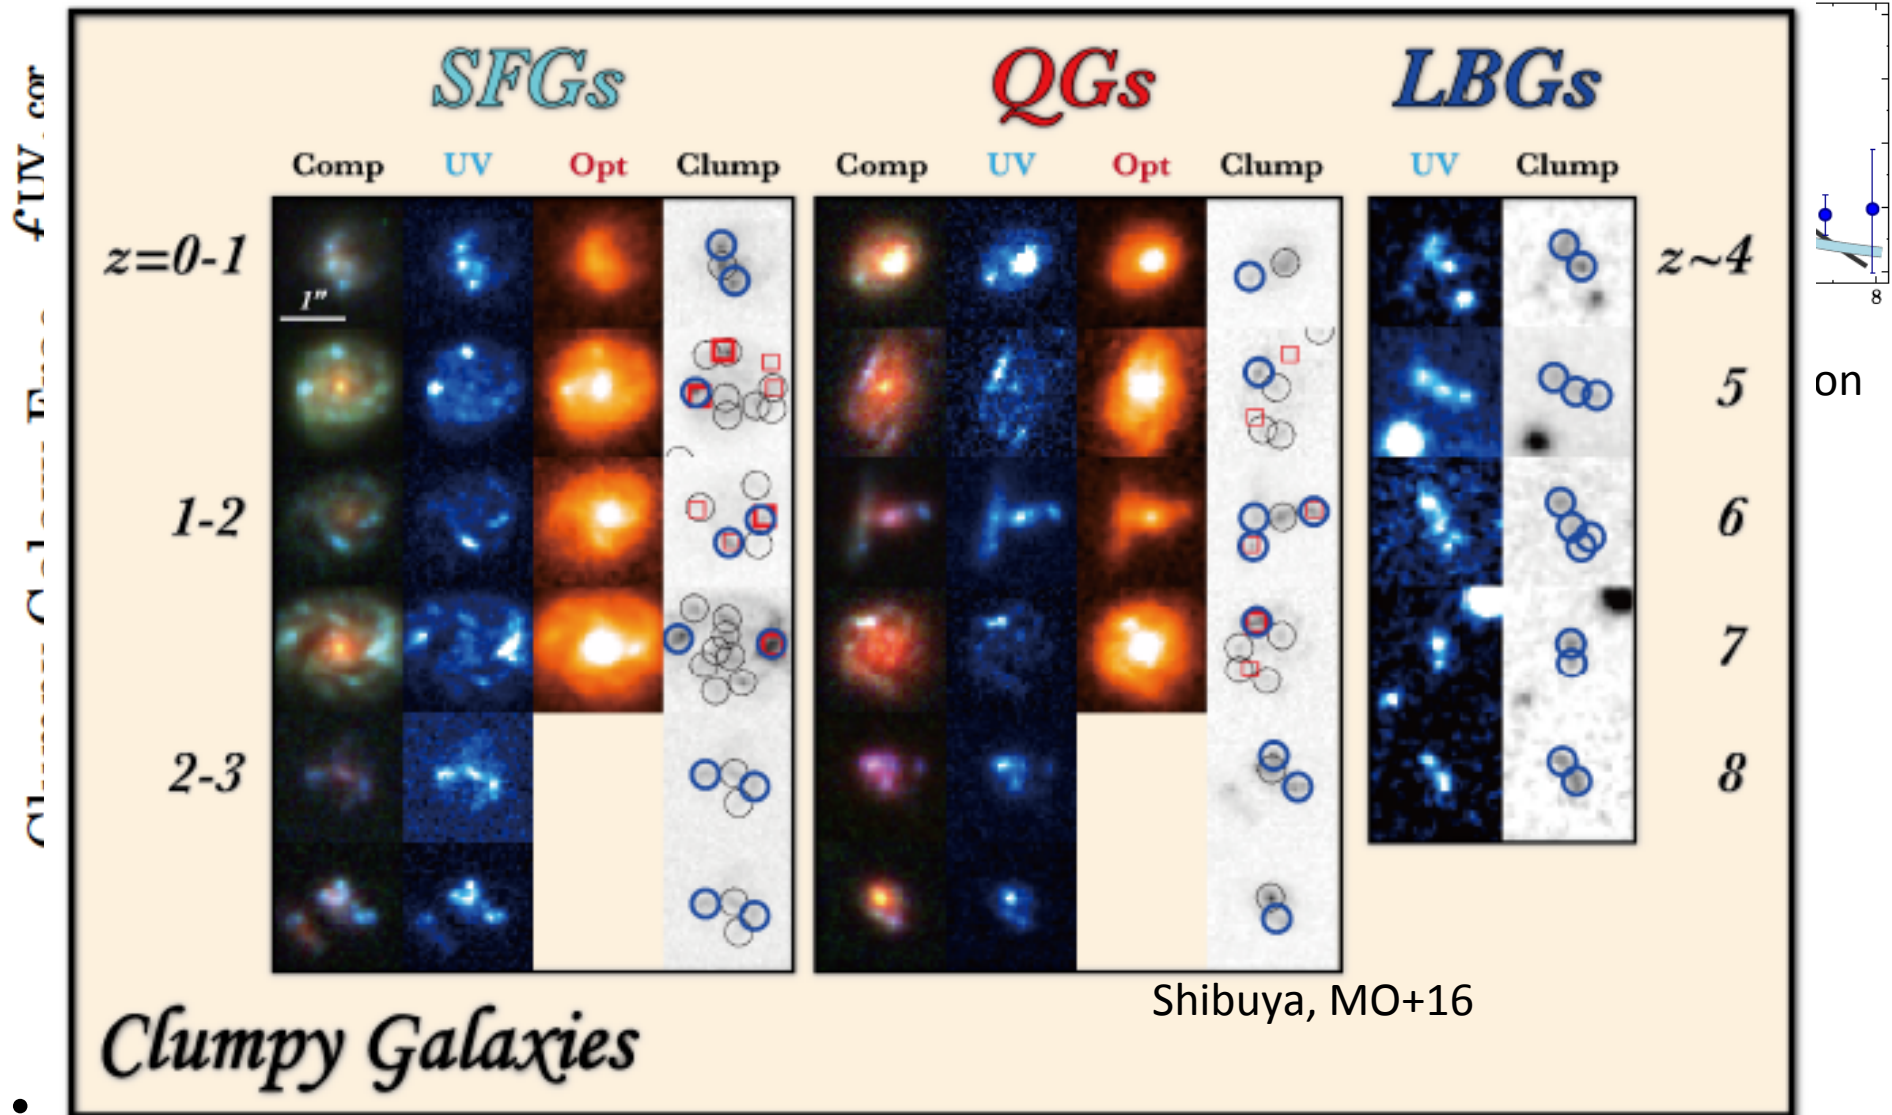 SFGs QGs LBGs
Comp UV Opt Clump Comp UV Opt Clump UV Clump
z=0-1 z~4
1"
8
5
on
1-2 6
7
2-3 8
Shibuya, MO+16
Clumpy Galaxies
•